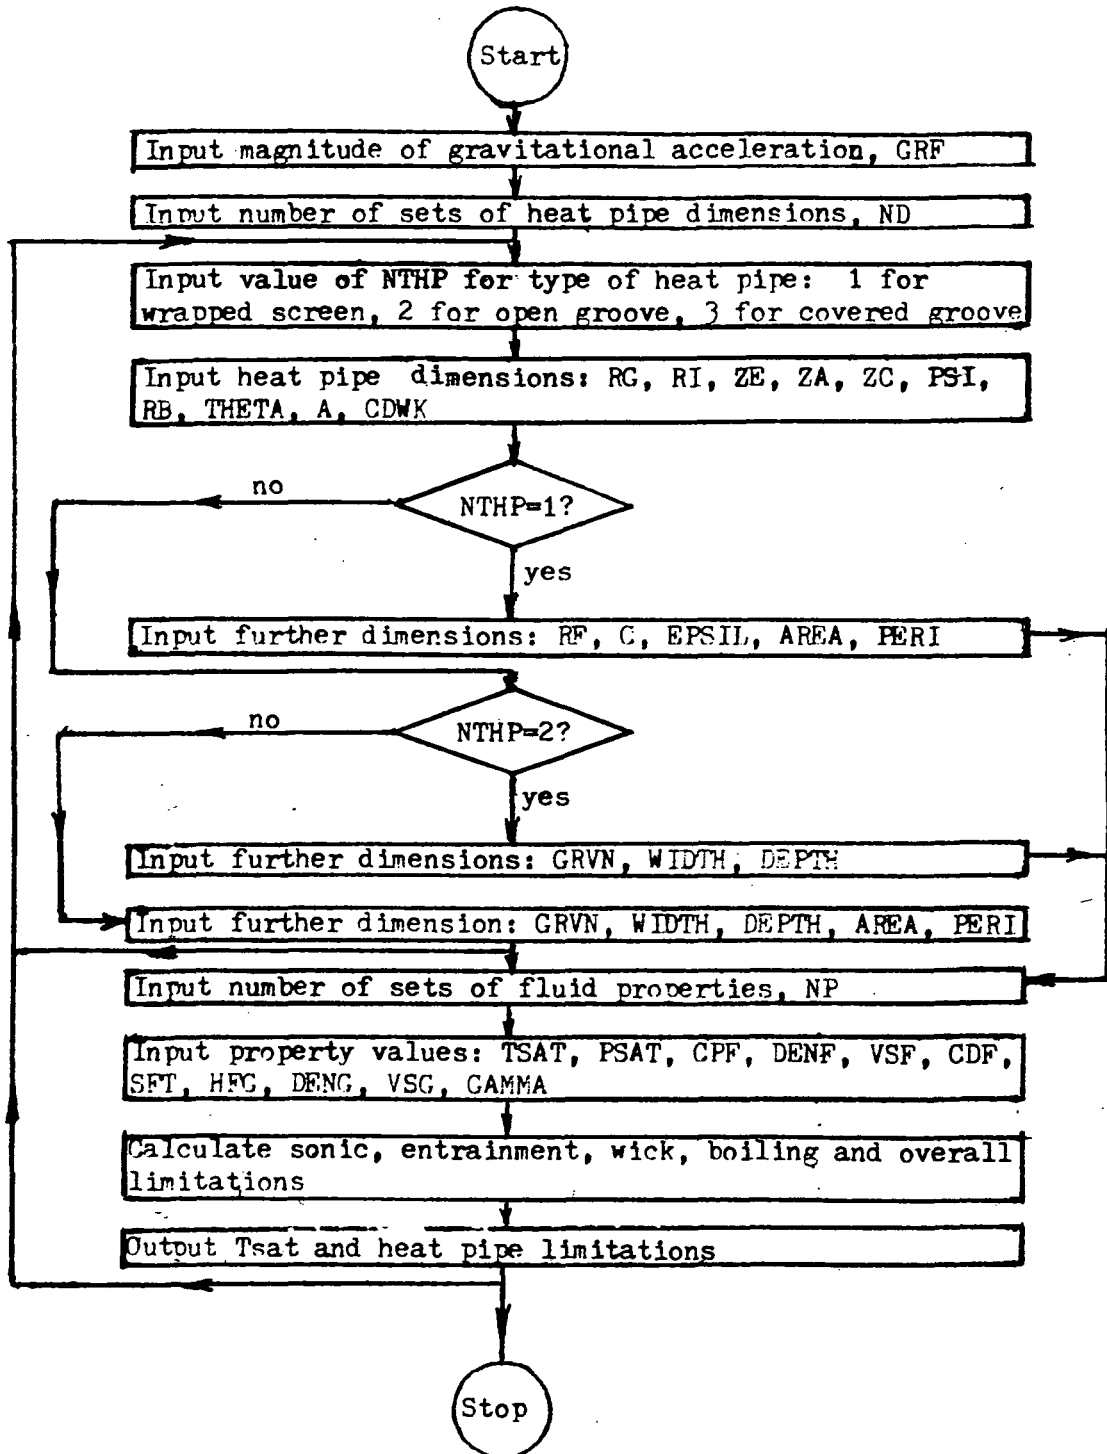 Start
Input magnitude of gravitational acceleration, GRF
Input number of sets of heat pipe dimensions, ND
Input value of NTHP for type of heat pipe: 1 for
wrapped screen, 2 for open groove, 3 for covered groove
Input heat pipe dimensions: RG, RI, ZE, ZA, ZC, PSI,
RB, THETA, A, CDWK
no
NTHP=1?
yes
Input further dimensions: RF, C, EPSIL, AREA, PERI
no
NTHP=2?
yes
Input further dimensions: GRVN, WIDTH, DEPTH
Input further dimension: GRVN, WIDTH, DEPTH, AREA, PERI
Input number of sets of fluid properties, NP
Input property values: TSAT, PSAT, CPF, DENF, VSF, CDF,
SFT, HFG, DENG, VSG, GAMMA
Calculate sonic, entrainment, wick, boiling and overall
limitations
Output Tsat and heat pipe limitations
Stop